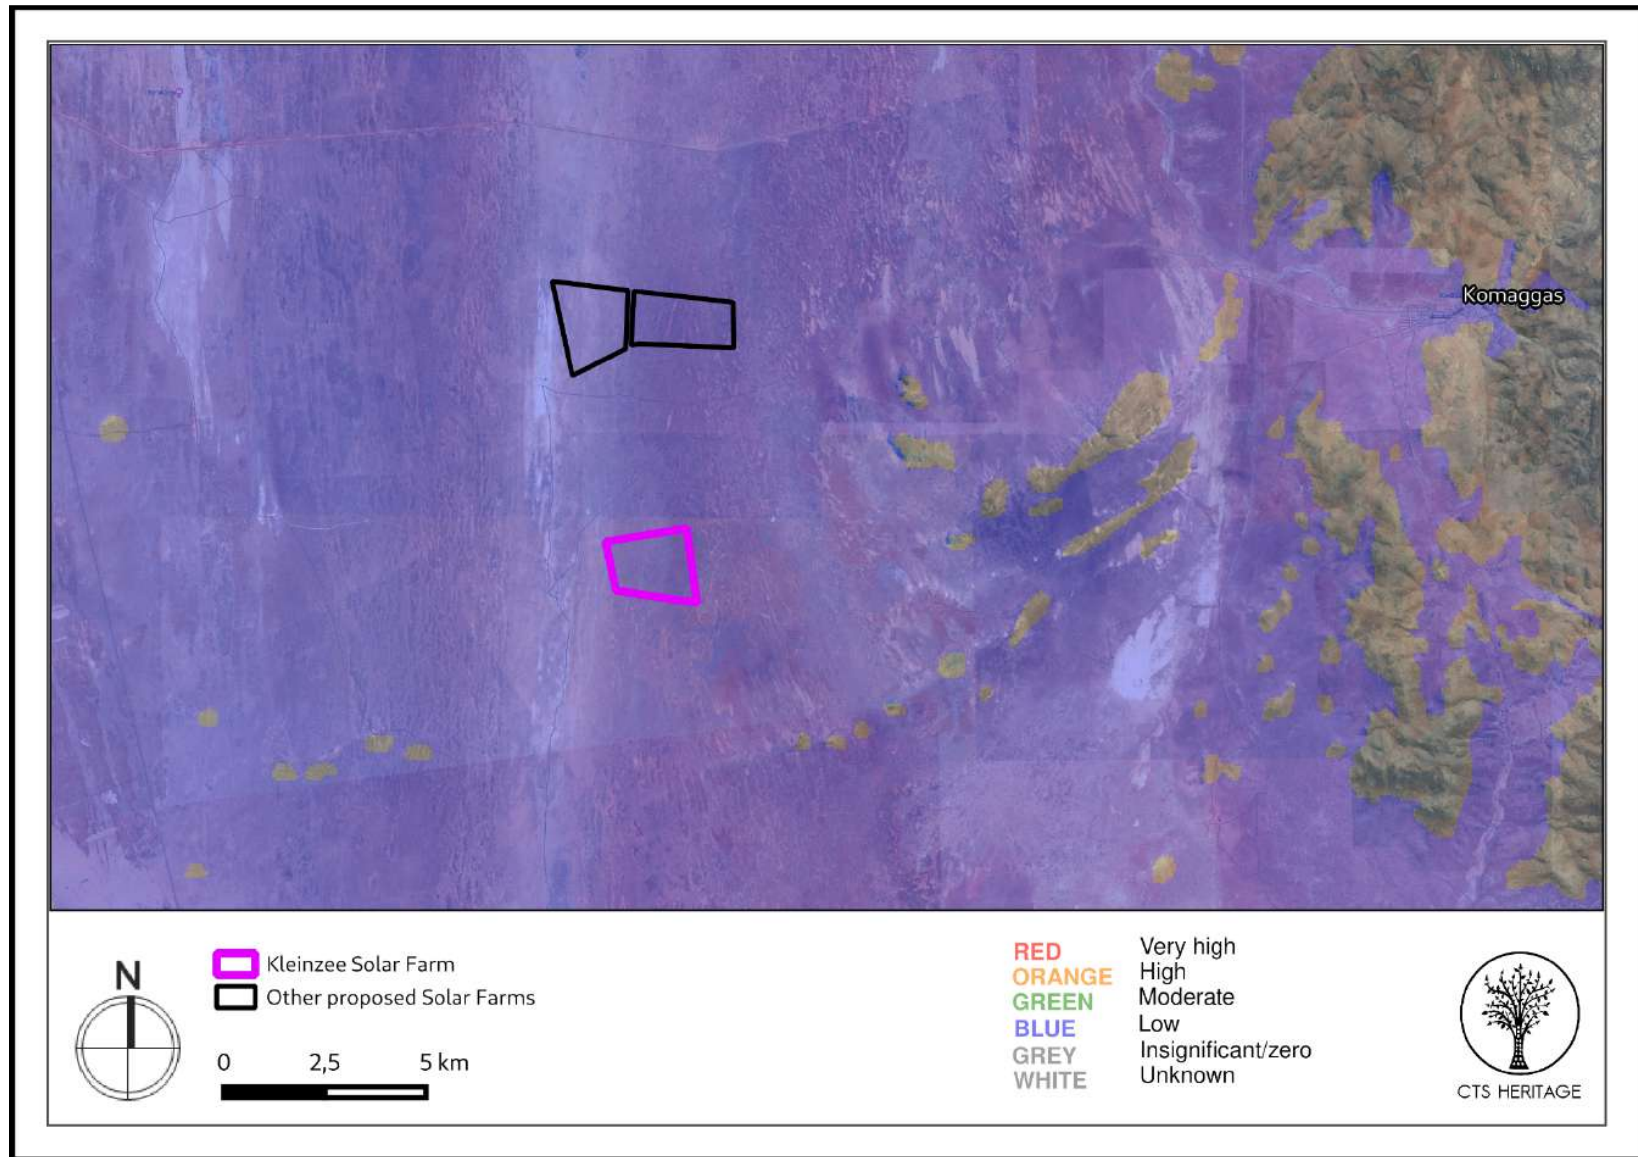 Komaggas
N
Kleinzee Solar Farm
Other proposed Solar Farms
0 2,5 5 km
RED Very high
ORANGE High
GREEN Moderate
BLUE Low
GREY Insignificant/zero
WHITE Unknown
CTS HERITAGE